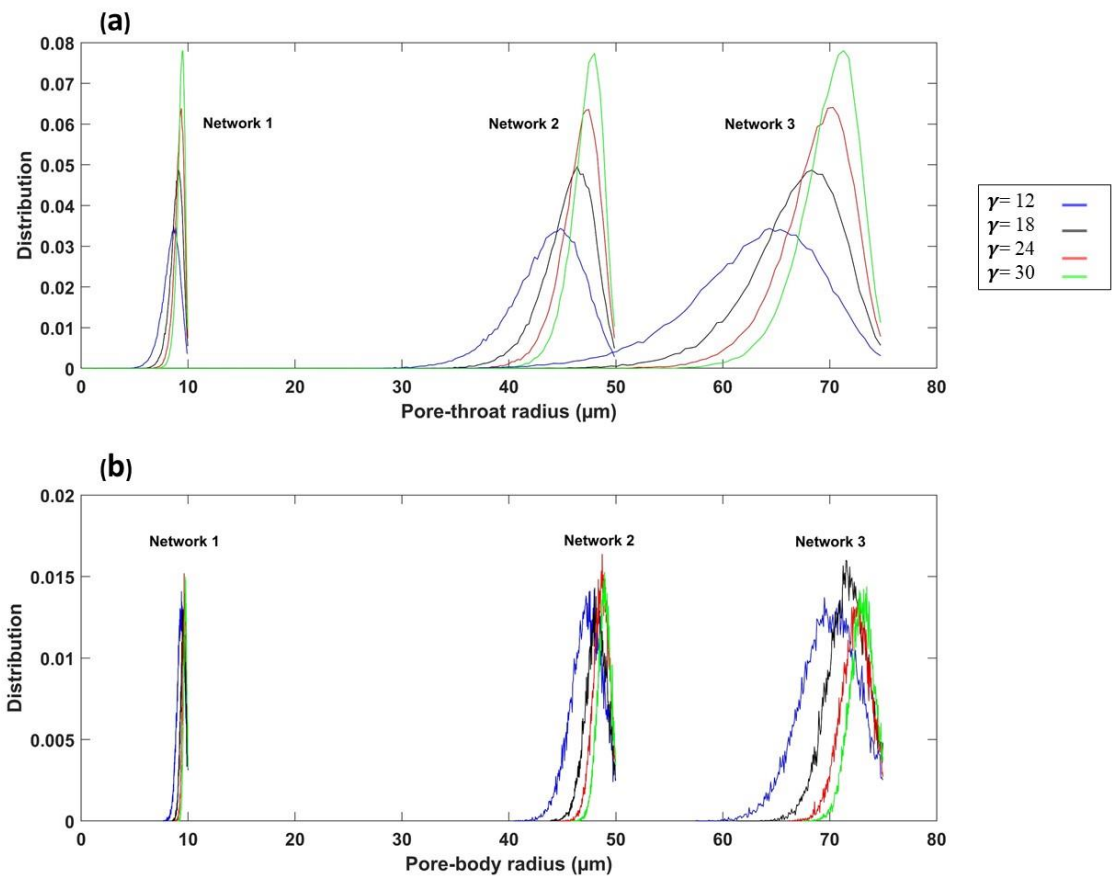 (a)
0.08
0.07
0.06
0.05
0.04
0.03
0.02
0.01
0
Distribution
Network 1
Network 2
Network 3
0 10 20 30 40 50 60 70 80
Pore-throat radius (µm)
γ= 12
γ= 18
γ= 24
γ= 30
(b)
0.02
0.015
0.01
0.005
0
Distribution
Network 1
Network 2
Network 3
0 10 20 30 40 50 60 70 80
Pore-body radius (µm)